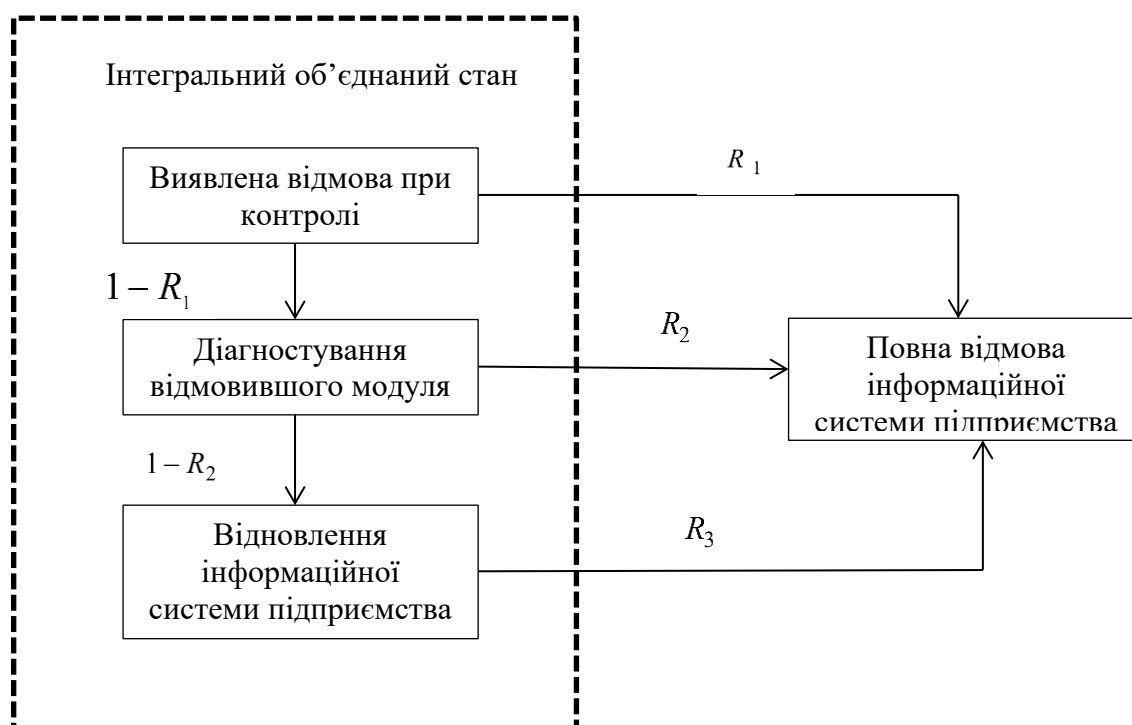 Інтегральний об’єднаний стан
Виявлена відмова при
контролі
R 1
1 − R1
Діагностування
відмовившого модуля
R2
Повна відмова
інформаційної
системи підприємства
1 − R2
Відновлення
інформаційної
системи підприємства
R3